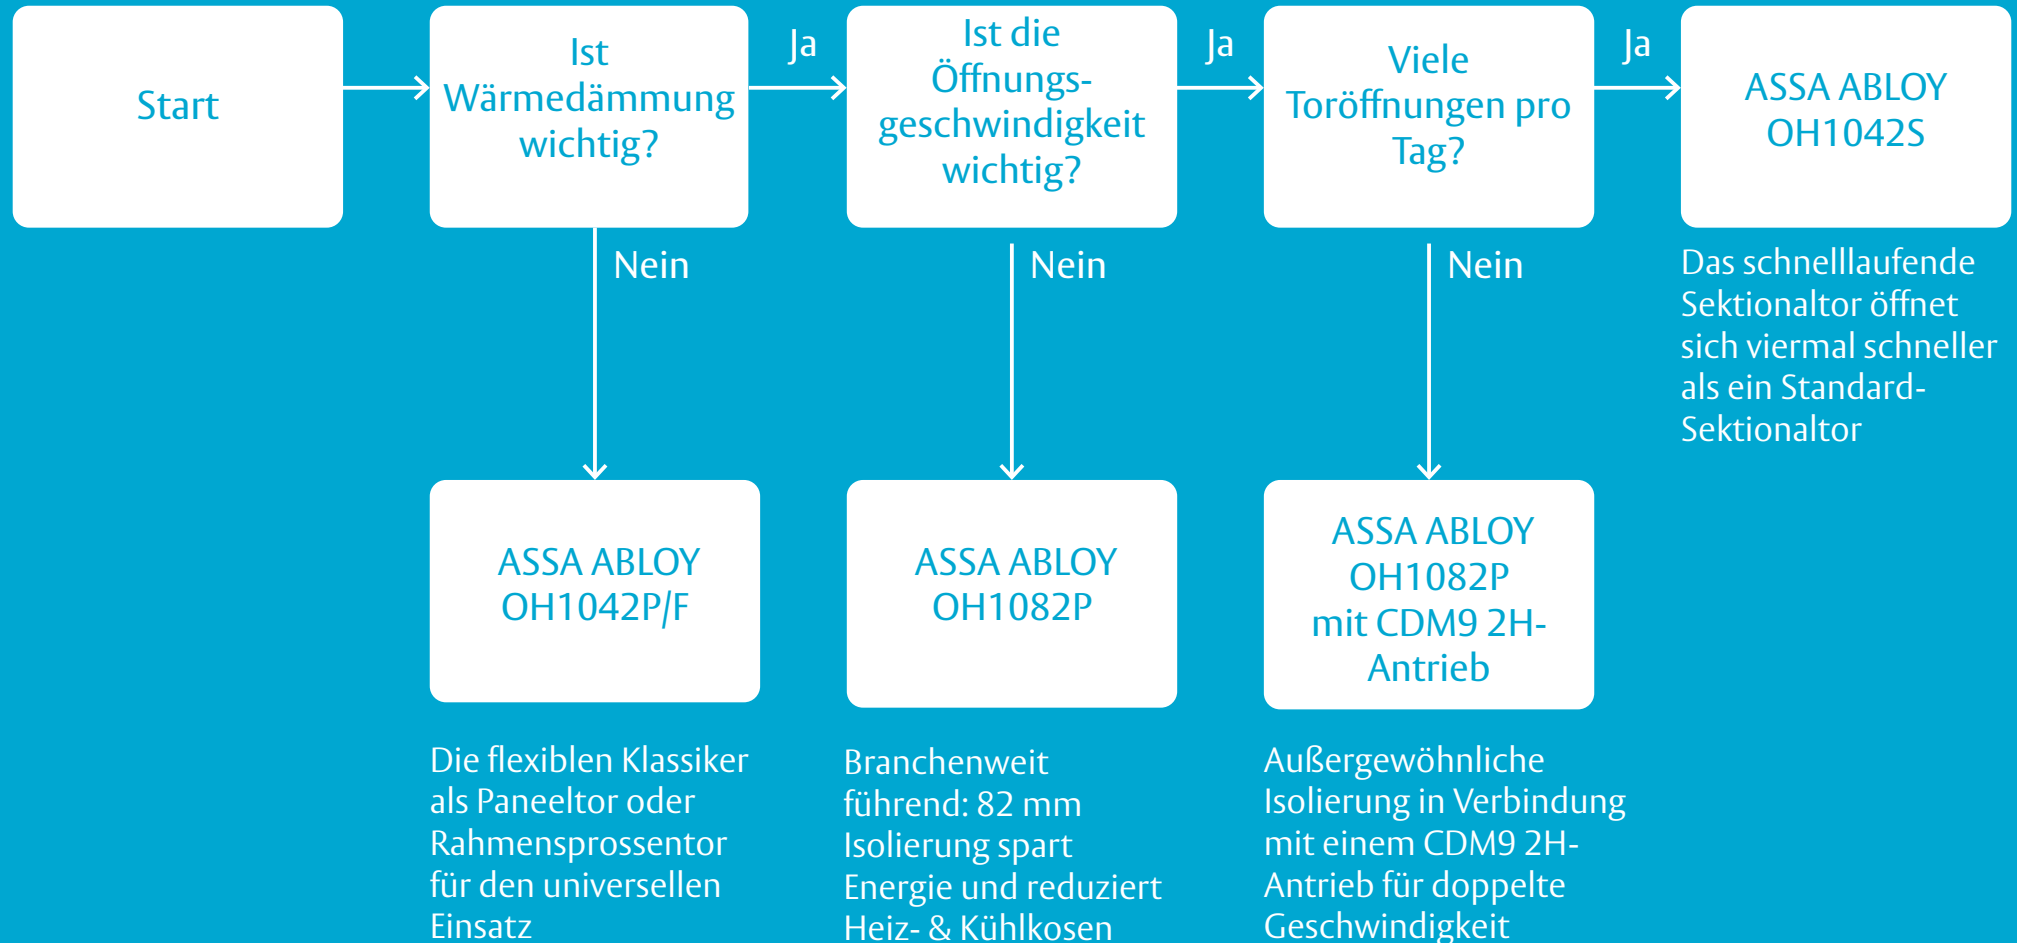 Start
Ist
Wärmedämmung
wichtig?
Ja
Ist die
Öffnungs-
geschwindigkeit
wichtig?
Ja
Viele
Toröffnungen pro
Tag?
Ja
ASSA ABLOY
OH1042S
Das schnelllaufende
Sektionaltor öffnet
sich viermal schneller
als ein Standard-
Sektionaltor
Nein
Nein
Nein
ASSA ABLOY
OH1042P/F
Die flexiblen Klassiker
als Paneeltor oder
Rahmensprossentor
für den universellen
Einsatz
ASSA ABLOY
OH1082P
Branchenweit
führend: 82 mm
Isolierung spart
Energie und reduziert
Heiz- & Kühlkosen
ASSA ABLOY
OH1082P
mit CDM9 2H-
Antrieb
Außergewöhnliche
Isolierung in Verbindung
mit einem CDM9 2H-
Antrieb für doppelte
Geschwindigkeit